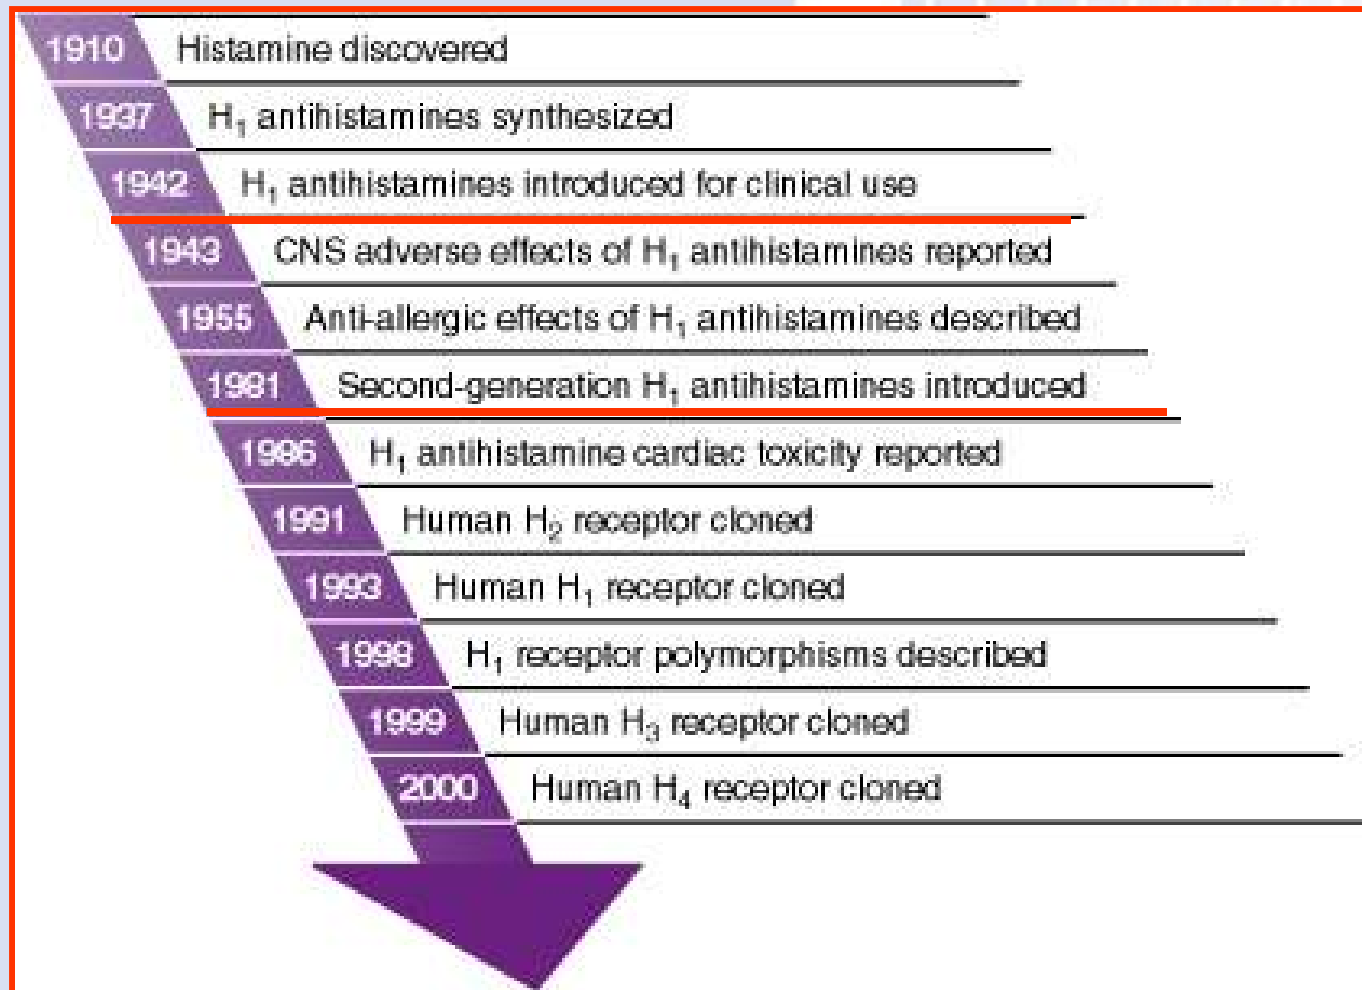 1910 Histamine discovered
1937 H₁ antihistamines synthesized
1942 H₁ antihistamines introduced for clinical use
1943 CNS adverse effects of H₁ antihistamines reported
1955 Anti-allergic effects of H₁ antihistamines described
1981 Second-generation H₁ antihistamines introduced
H₁ antihistamine cardiac toxicity reported
1991 Human H₂ receptor cloned
1993 Human H₁ receptor cloned
1998 H₁ receptor polymorphisms described
1999 Human H₃ receptor cloned
2000 Human H₄ receptor cloned